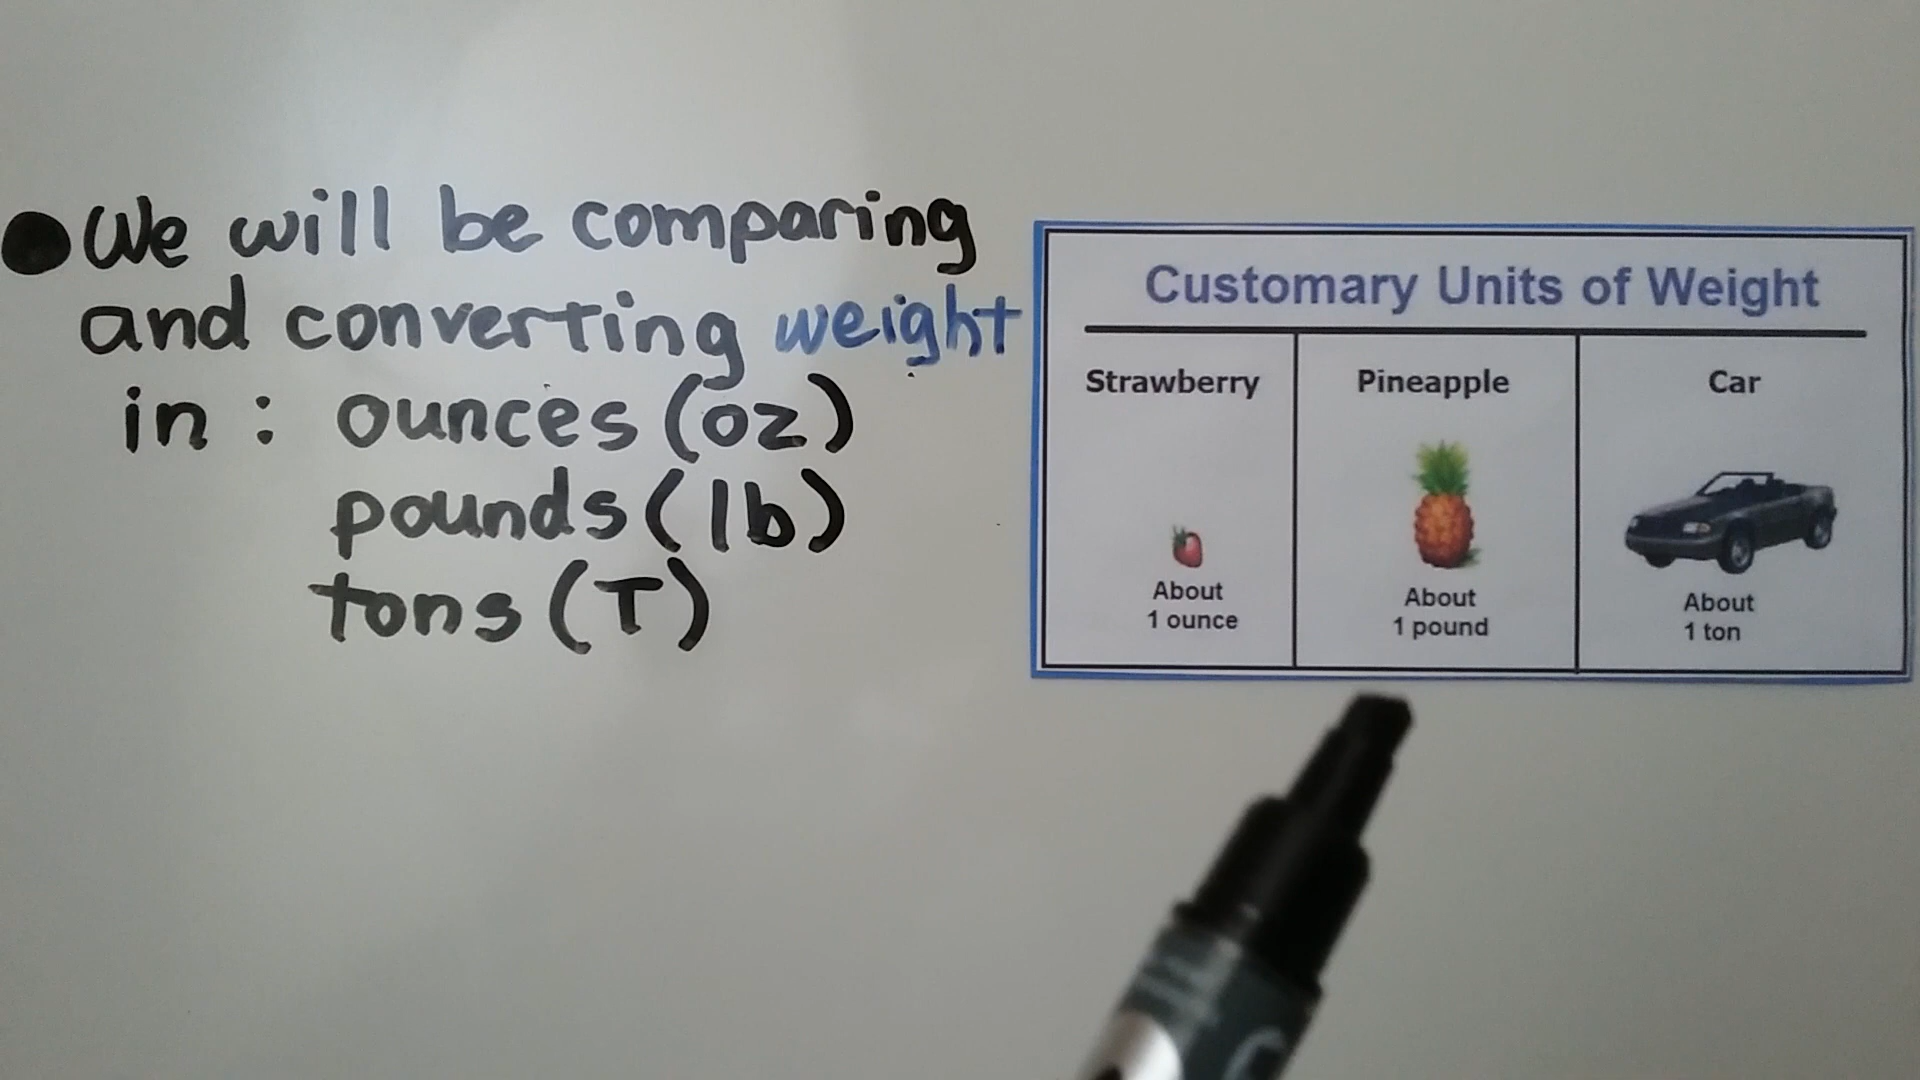 ●We will be comparing
and converting weight
in: ounces (oz)
pounds (lb)
tons (T)
Customary Units of Weight
Strawberry
About
1 ounce
Pineapple
About
1 pound
Car
About
1 ton